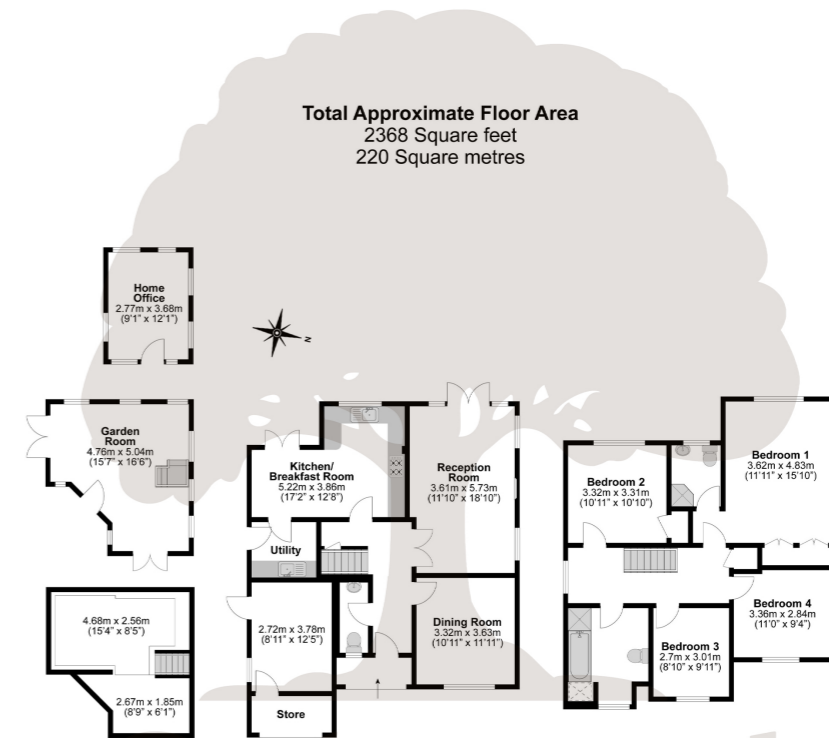 Total Approximate Floor Area
2368 Square feet
220 Square metres
Home
Office
2.77m x 3.68m
(9'1" x 12'1")
N
Garden
Room
4.76m x 5.04m
(15'7" x 16'6")
Kitchen/
Breakfast Room
5.22m x 3.86m
(17'2" x 12'8")
Reception
Room
3.61m x 5.73m
(11'10" x 18'10")
Utility
Dining Room
3.32m x 3.63m
(10'11" x 11'11")
2.72m x 3.78m
(8'11" x 12'5")
Store
4.68m x 2.56m
(15'4" x 8'5")
2.67m x 1.85m
(8'9" x 6'1")
Bedroom 1
3.62m x 4.83m
(11'11" x 15'10")
Bedroom 2
3.32m x 3.31m
(10'11" x 10'10")
Bedroom 4
3.36m x 2.84m
(11'0" x 9'4")
Bedroom 3
2.7m x 3.01m
(8'10" x 9'11")